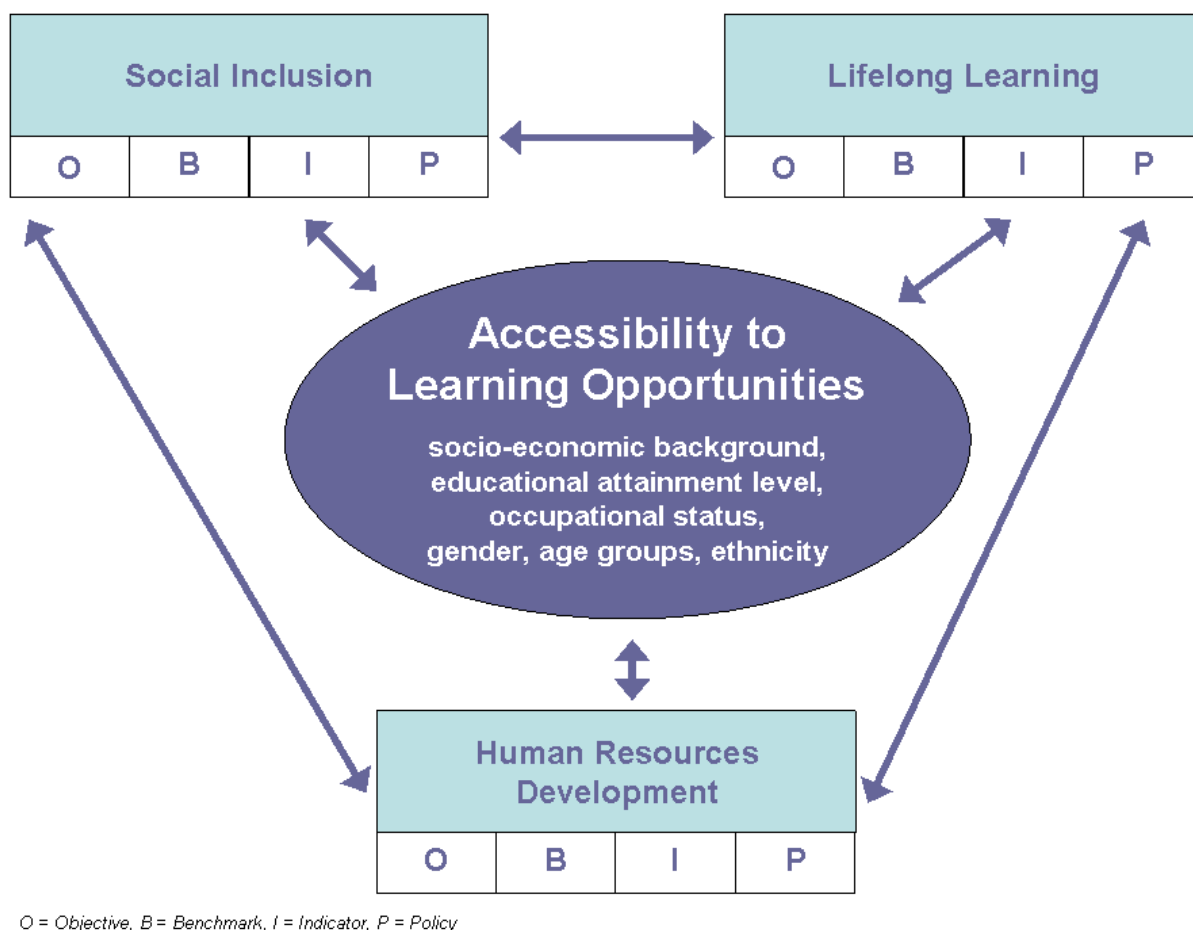 Social Inclusion
O B I P
Lifelong Learning
O B I P
Accessibility to
Learning Opportunities
socio-economic background,
educational attainment level,
occupational status,
gender, age groups, ethnicity
Human Resources
Development
O B I P
O = Objective, B = Benchmark, I = Indicator, P = Policy